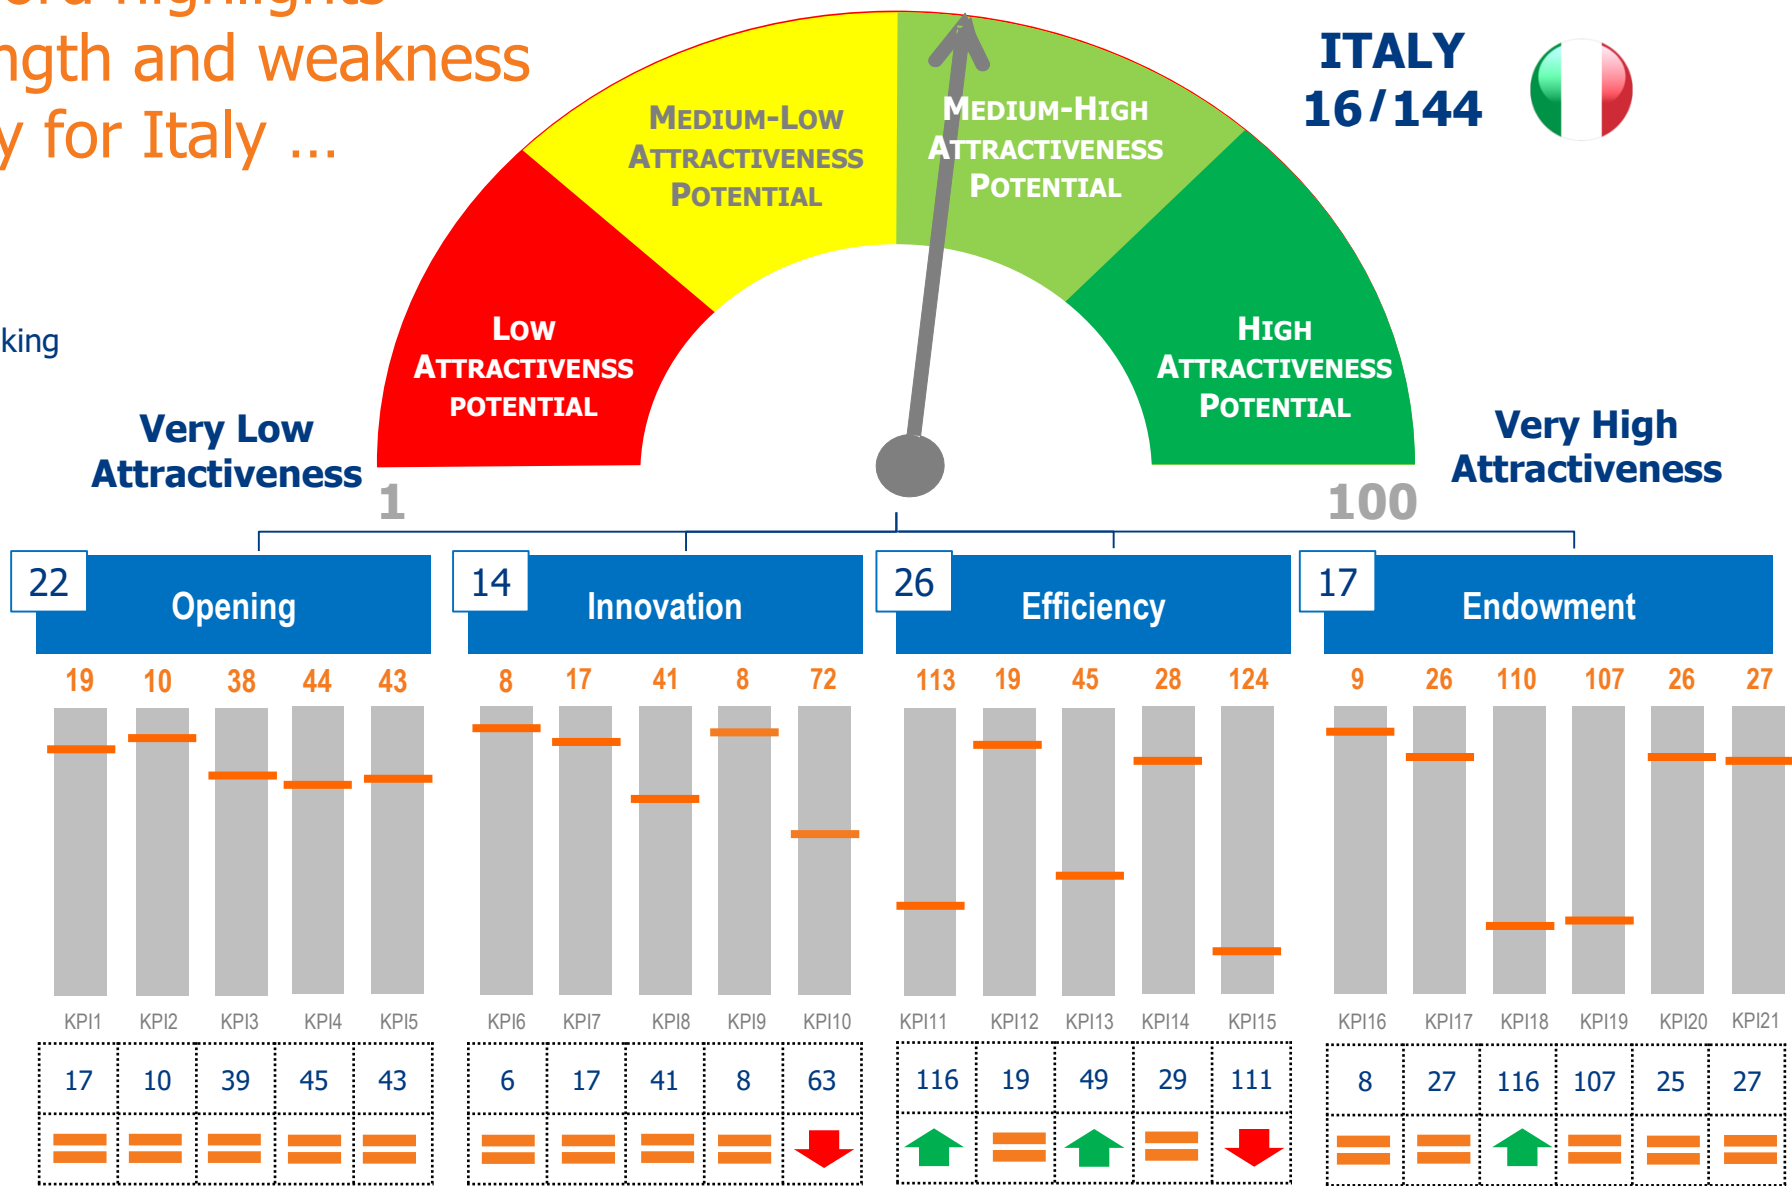 ngth and weakness
y for Italy ...
ITALY
16/144
MEDIUM-LOW
ATTRACTIVENESS
POTENTIAL
MEDIUM-HIGH
ATTRACTIVENESS
POTENTIAL
LOW
ATTRACTIVENSS
POTENTIAL
HIGH
ATTRACTIVENESS
POTENTIAL
king
Very Low
Attractiveness
Very High
Attractiveness
1
100
22 Opening
14 Innovation
26 Efficiency
17 Endowment
19 10 38 44 43 8 17 41 8 72 113 19 45 28 124 9 26 110 107 26 27
KPI1 KPI2 KPI3 KPI4 KPI5 KPI6 KPI7 KPI8 KPI9 KPI10 KPI11 KPI12 KPI13 KPI14 KPI15 KPI16 KPI17 KPI18 KPI19 KPI20 KPI21
17 10 39 45 43 6 17 41 8 63 116 19 49 29 111 8 27 116 107 25 27